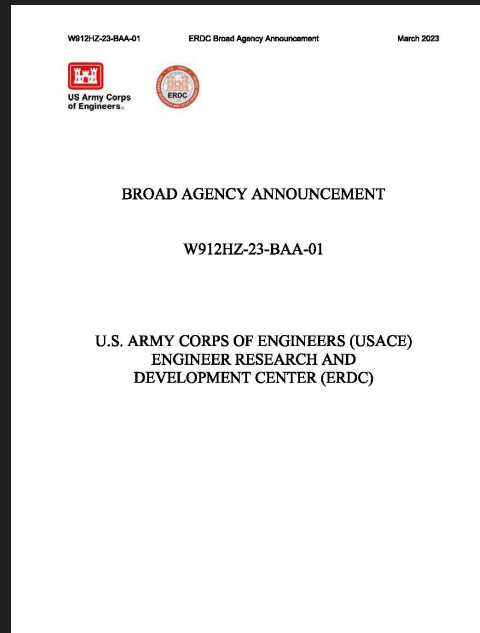 W912HZ-23-BAA-01 ERDC Broad Agency Announcement March 2023
US Army Corps
of Engineers®
ERDC
BROAD AGENCY ANNOUNCEMENT
W912HZ-23-BAA-01
U.S. ARMY CORPS OF ENGINEERS (USACE)
ENGINEER RESEARCH AND
DEVELOPMENT CENTER (ERDC)